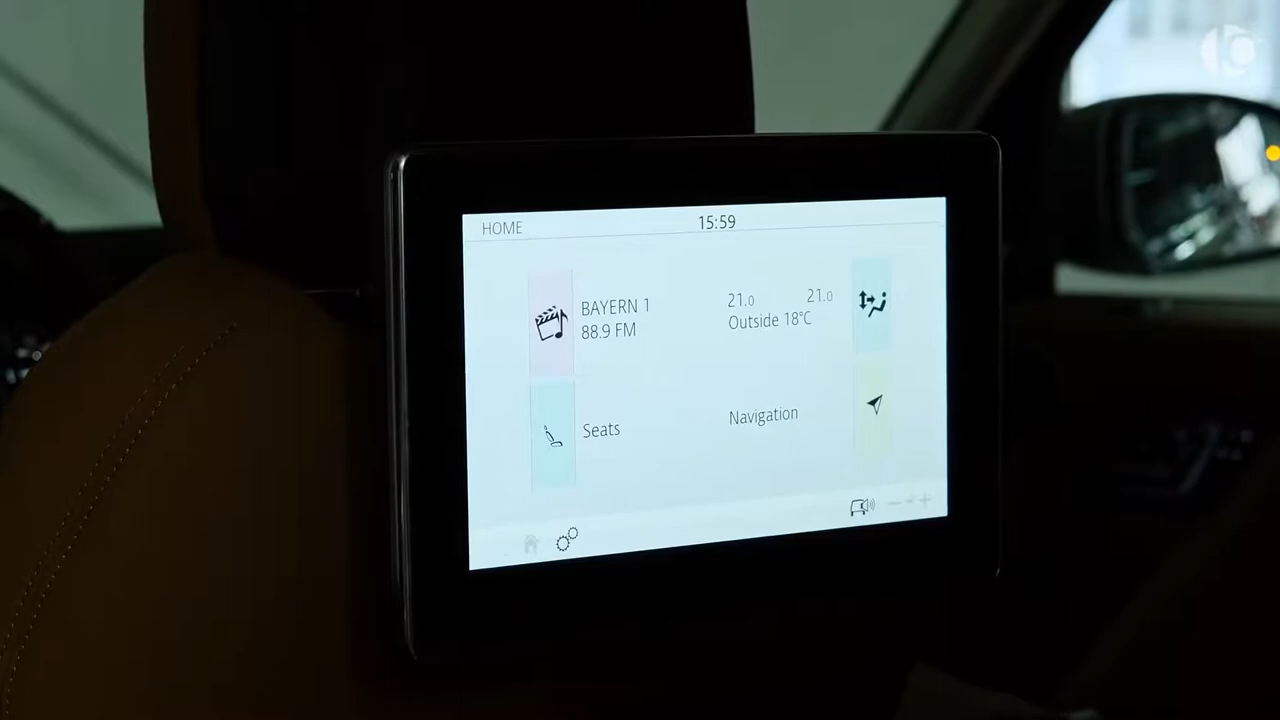 HOME
15:59
BAYERN 1
88.9 FM
21.0 21.0
Outside 18°C
Seats
Navigation